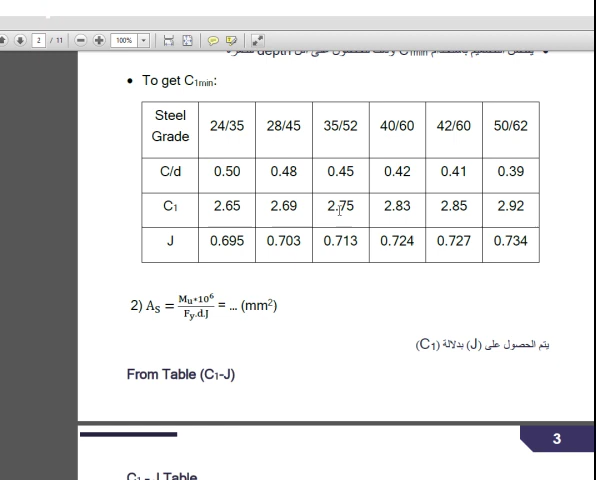 2 / 11 100%
• To get C1min:
Steel Grade 24/35 28/45 35/52 40/60 42/60 50/62
C/d 0.50 0.48 0.45 0.42 0.41 0.39
C1 2.65 2.69 2.75 2.83 2.85 2.92
J 0.695 0.703 0.713 0.724 0.727 0.734
2) As = Mu*10⁶ / Fy.d.J = ... (mm²)
يتم الحصول على (J) بدلالة (C1)
From Table (C1-J)
3
C1 - J Table